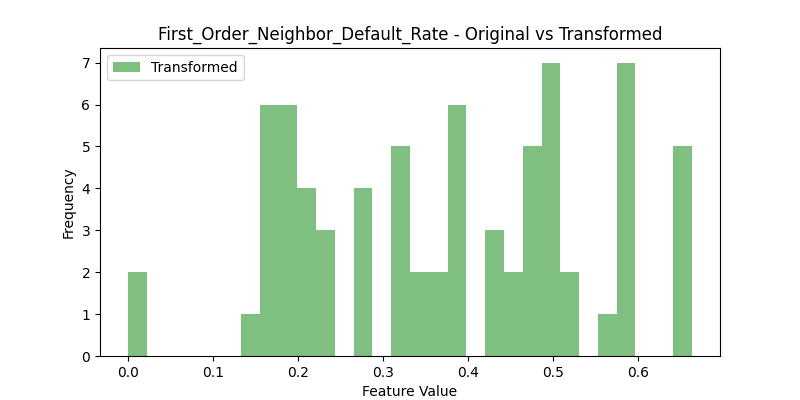 First_Order_Neighbor_Default_Rate - Original vs Transformed
Transformed
7
6
5
4
3
2
1
0
Frequency
0.0 0.1 0.2 0.3 0.4 0.5 0.6
Feature Value